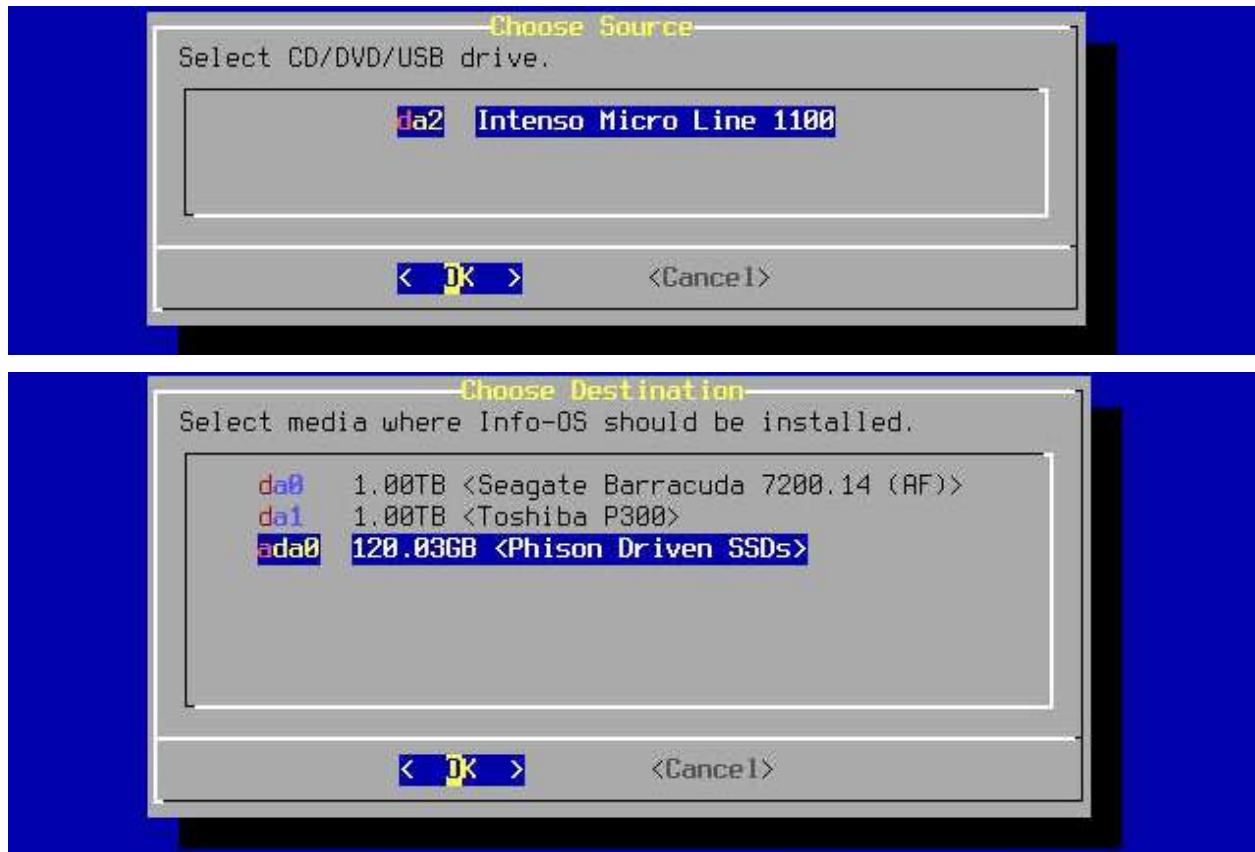 Choose Source
Select CD/DVD/USB drive.
da2 Intenso Micro Line 1100
< OK > <Cancel>
Choose Destination
Select media where Info-OS should be installed.
da0 1.00TB <Seagate Barracuda 7200.14 (AF)>
da1 1.00TB <Toshiba P300>
ada0 120.03GB <Phison Driven SSDs>
< OK > <Cancel>